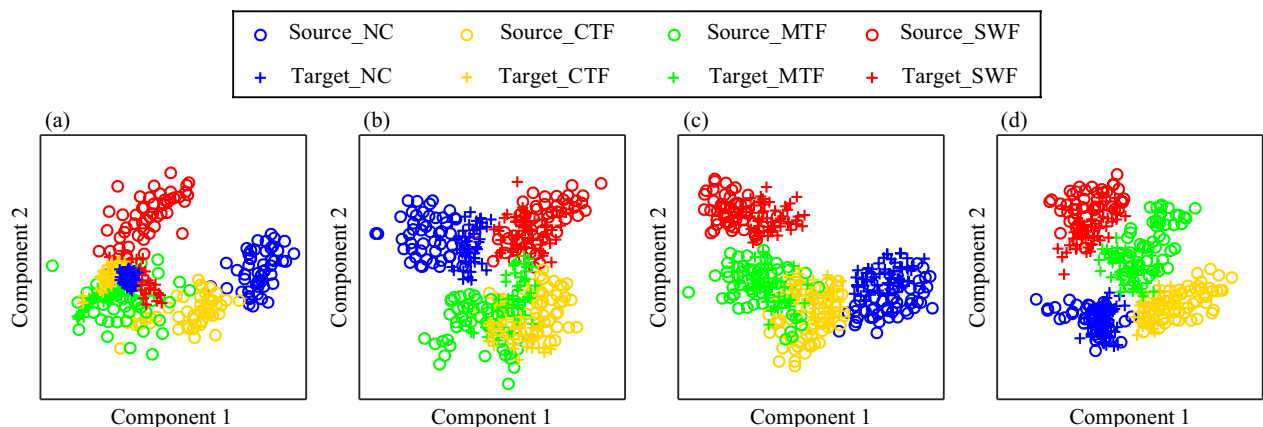 Source_NC Source_CTF Source_MTF Source_SWF
Target_NC Target_CTF Target_MTF Target_SWF
(a) (b) (c) (d)
Component 2 Component 2 Component 2 Component 2
Component 1 Component 1 Component 1 Component 1